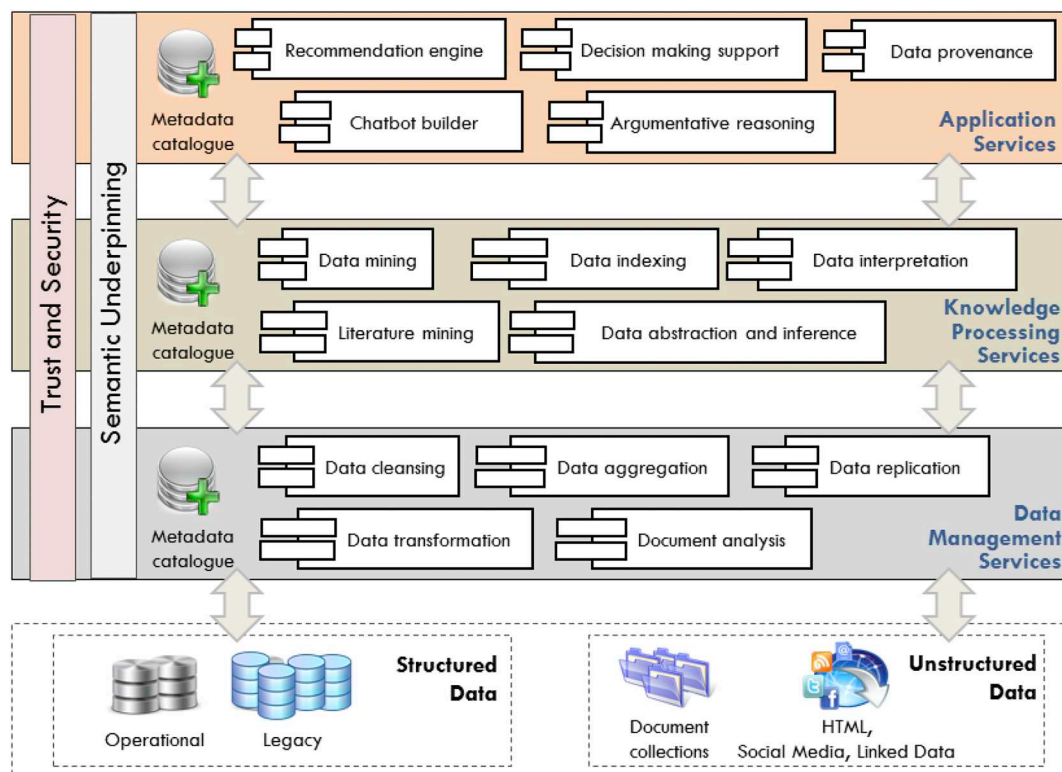 Trust and Security
Semantic Underpinning
Metadata
catalogue
Recommendation engine
Decision making support
Data provenance
Chatbot builder
Argumentative reasoning
Application
Services
Metadata
catalogue
Data mining
Data indexing
Data interpretation
Literature mining
Data abstraction and inference
Knowledge
Processing
Services
Metadata
catalogue
Data cleansing
Data aggregation
Data replication
Data transformation
Document analysis
Data
Management
Services
Structured
Data
Operational
Legacy
Unstructured
Data
Document
collections
HTML,
Social Media, Linked Data